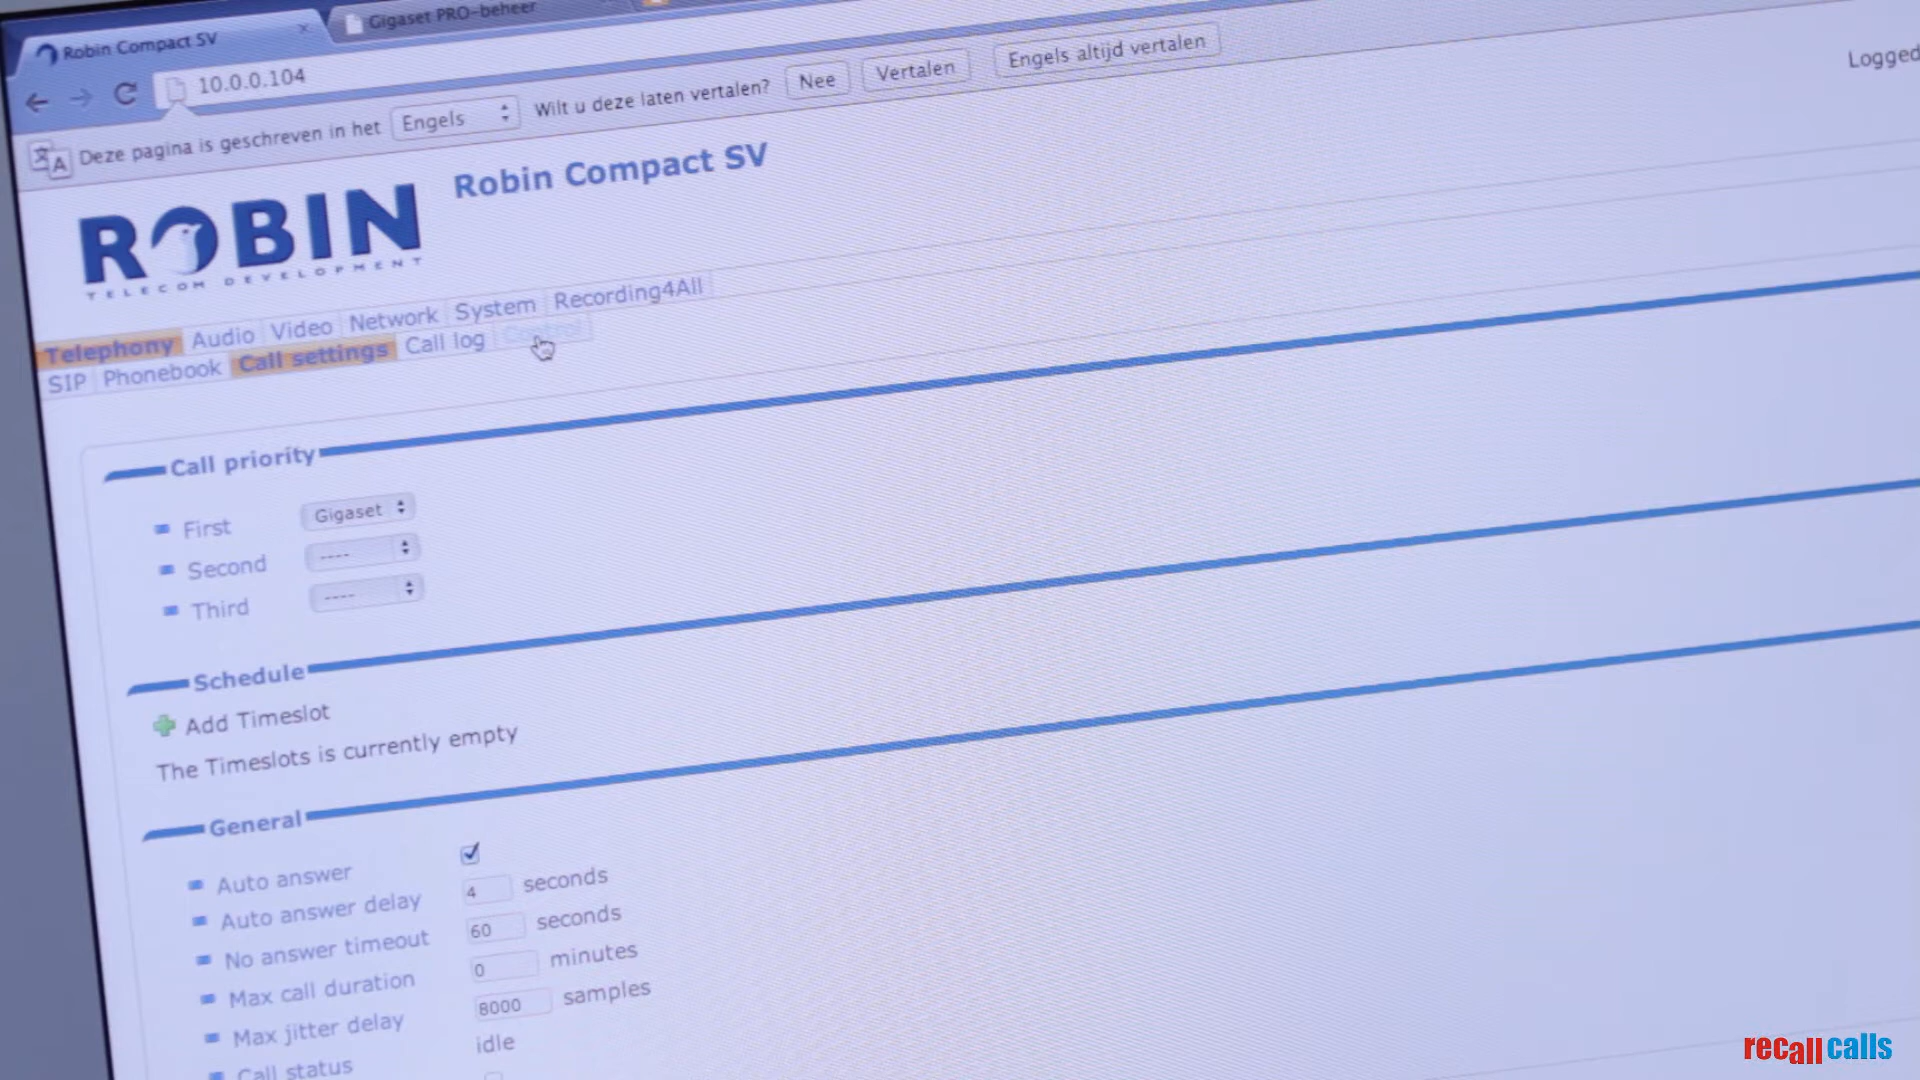 Robin Compact SV
Gigaset PRO-beheer
10.0.0.104
Deze pagina is geschreven in het Engels Wilt u deze laten vertalen? Nee Vertalen Engels altijd vertalen
Logged
ROBIN
TELECOM DEVELOPMENT
Robin Compact SV
Telephony Audio Video Network System Recording4All
SIP Phonebook Call settings Call log Control
Call priority
First Gigaset
Second ----
Third ----
Schedule
Add Timeslot
The Timeslots is currently empty
General
Auto answer
Auto answer delay 4 seconds
No answer timeout 60 seconds
Max call duration 0 minutes
Max jitter delay 8000 samples
Call status idle
recall calls